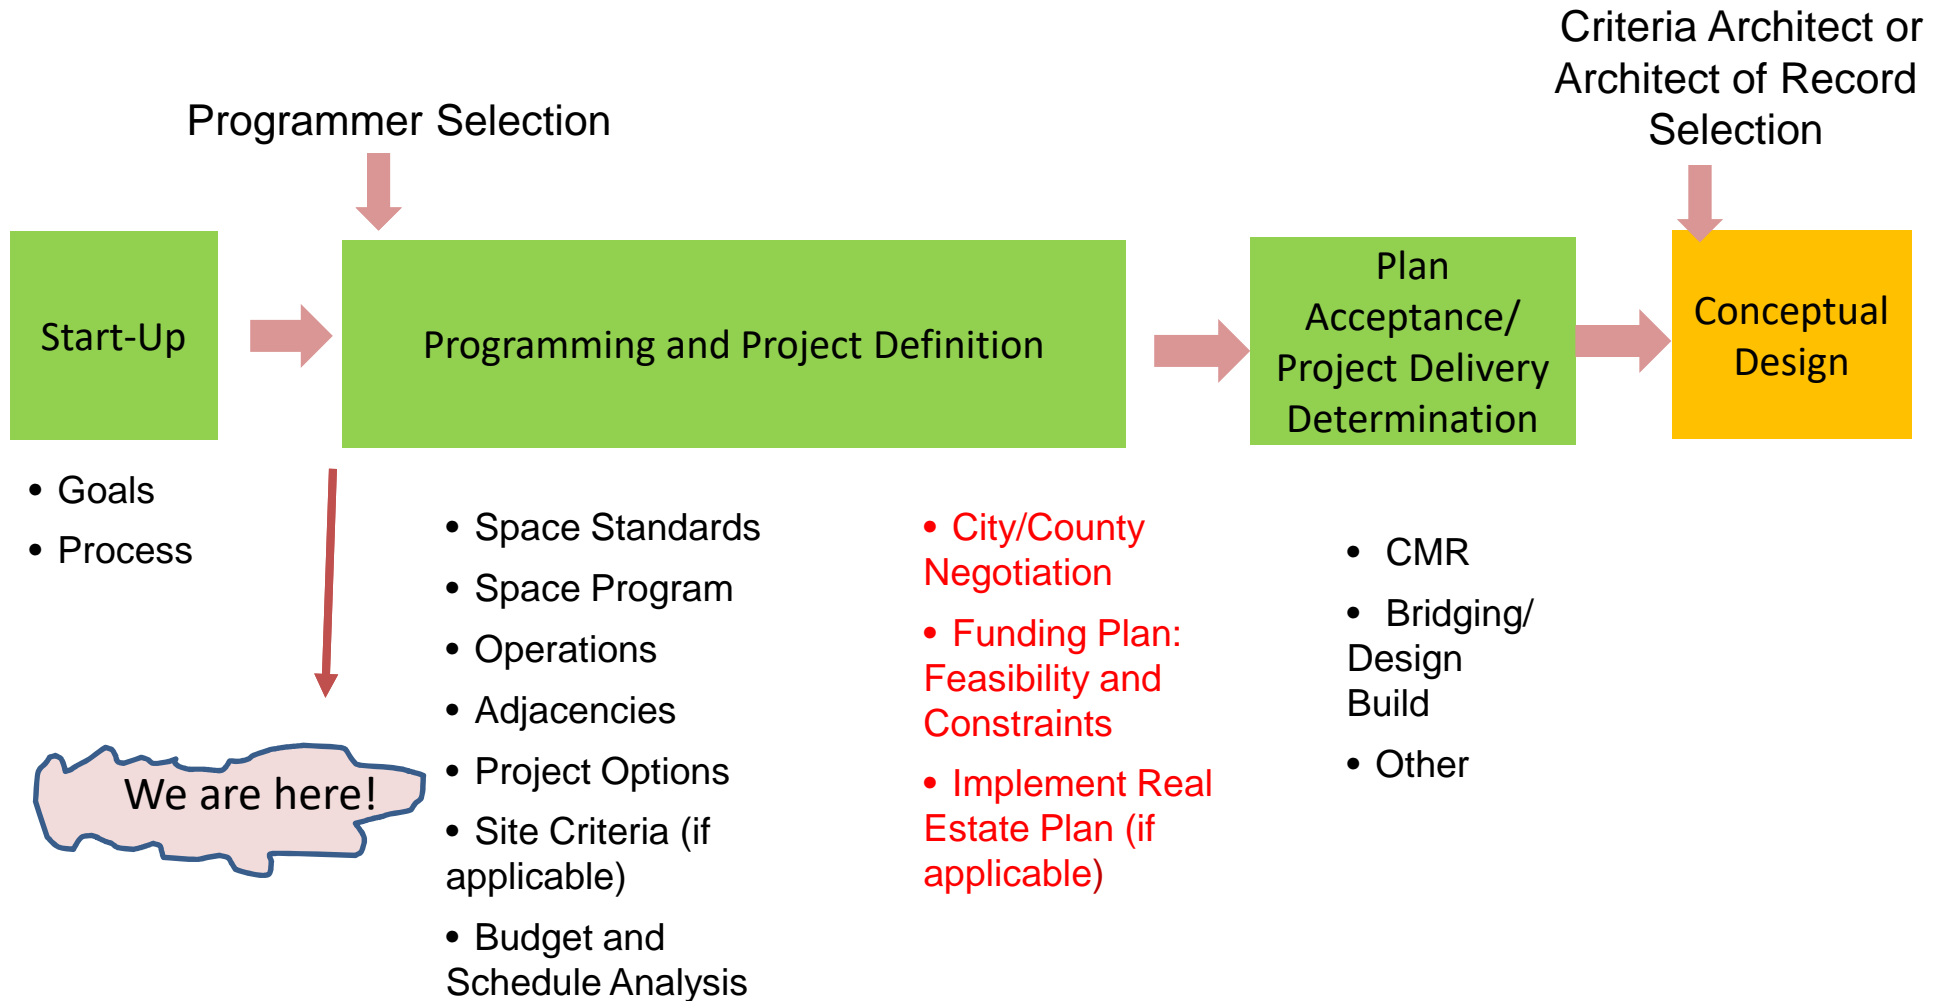 Criteria Architect or
Architect of Record
Selection
Programmer Selection
Start-Up
Programming and Project Definition
Plan
Acceptance/
Project Delivery
Determination
Conceptual
Design
• Goals
• Process
We are here!
• Space Standards
• Space Program
• Operations
• Adjacencies
• Project Options
• Site Criteria (if
applicable)
• Budget and
Schedule Analysis
• City/County
Negotiation
• Funding Plan:
Feasibility and
Constraints
• Implement Real
Estate Plan (if
applicable)
• CMR
• Bridging/
Design
Build
• Other